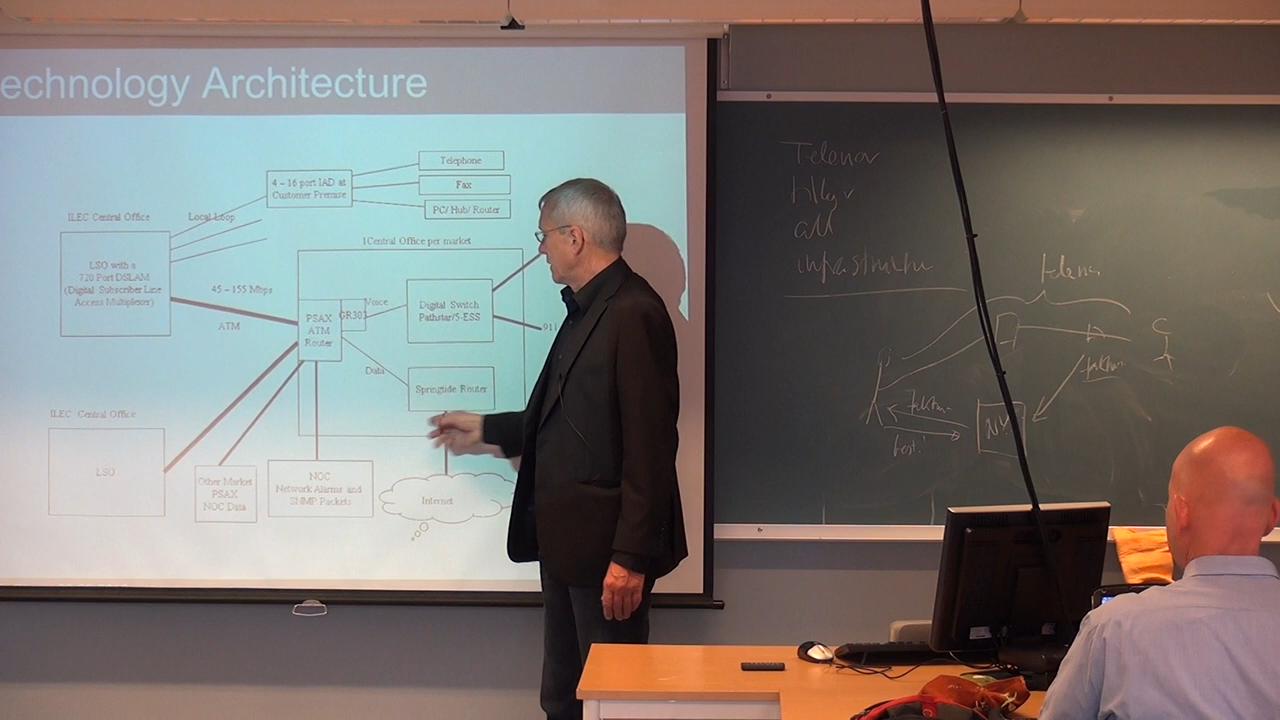 echnology Architecture
Telephone
4 – 16 port IAD at
Customer Premise
Fax
PC/ Hub/ Router
ILEC Central Office
Local Loop
1Central Office per market
LSO with a
720 Port DSLAM
(Digital Subscriber Line
Access Multiplexer)
45 – 155 Mbps
ATM
PSAX
ATM
Router
GR303
Voice
Digital Switch
Pathstar/5-ESS
911
Data
Springtide Router
ILEC Central Office
LSO
Other Market
PSAX
NOC Data
NOC
Network Alarms and
SNMP Packets
Internet
Telenor
all
infrastruktur
telenor
C
NY